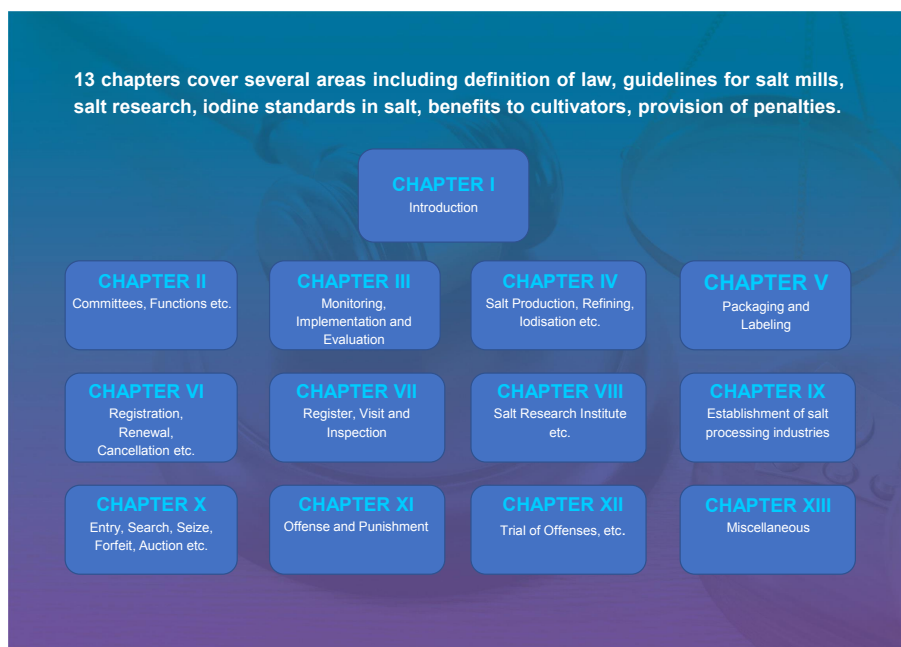 13 chapters cover several areas including definition of law, guidelines for salt mills,
salt research, iodine standards in salt, benefits to cultivators, provision of penalties.
CHAPTER I
Introduction
CHAPTER II
Committees, Functions etc.
CHAPTER III
Monitoring,
Implementation and
Evaluation
CHAPTER IV
Salt Production, Refining,
Iodisation etc.
CHAPTER V
Packaging and
Labeling
CHAPTER VI
Registration,
Renewal,
Cancellation etc.
CHAPTER VII
Register, Visit and
Inspection
CHAPTER VIII
Salt Research Institute
etc.
CHAPTER IX
Establishment of salt
processing industries
CHAPTER X
Entry, Search, Seize,
Forfeit, Auction etc.
CHAPTER XI
Offense and Punishment
CHAPTER XII
Trial of Offenses, etc.
CHAPTER XIII
Miscellaneous